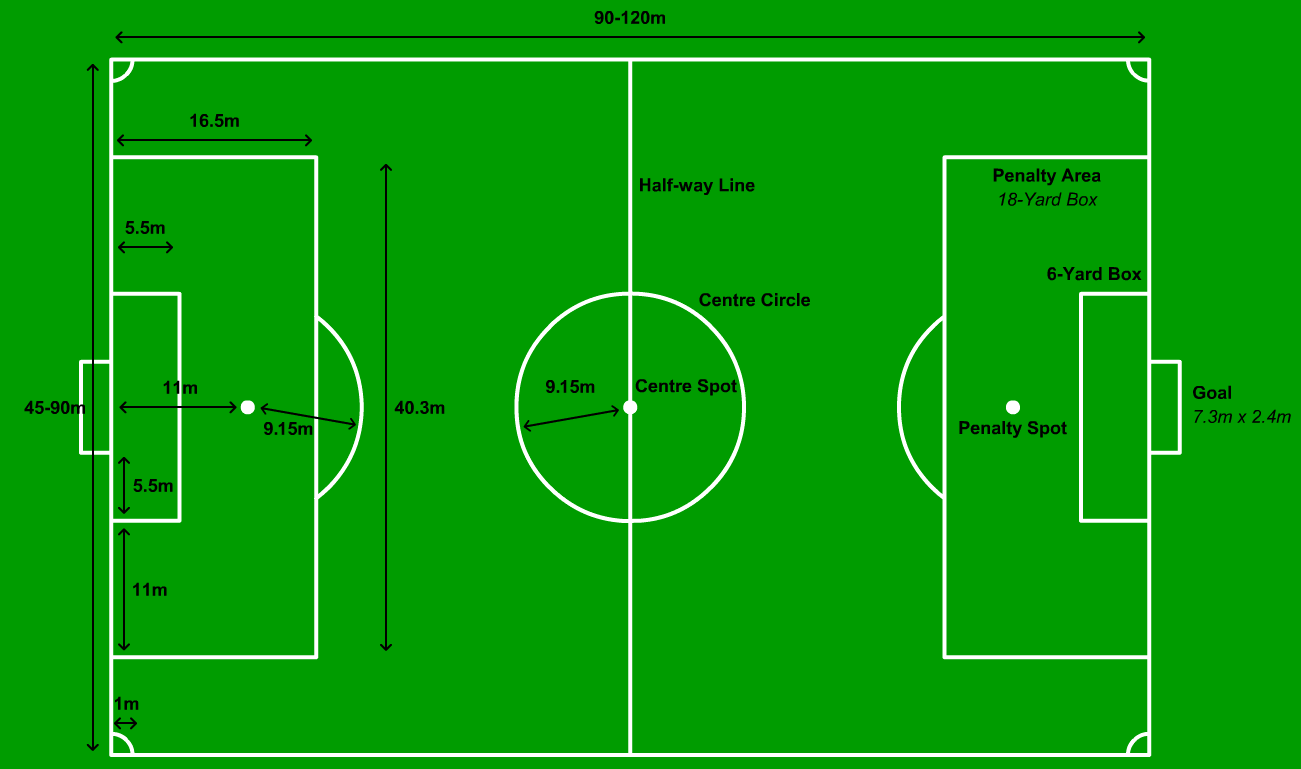 90-120m
16.5m
Penalty Area
18-Yard Box
Half-way Line
5.5m
6-Yard Box
Centre Circle
11m
9.15m
Centre Spot
Goal
7.3m x 2.4m
45-90m
40.3m
9.15m
Penalty Spot
5.5m
11m
1m